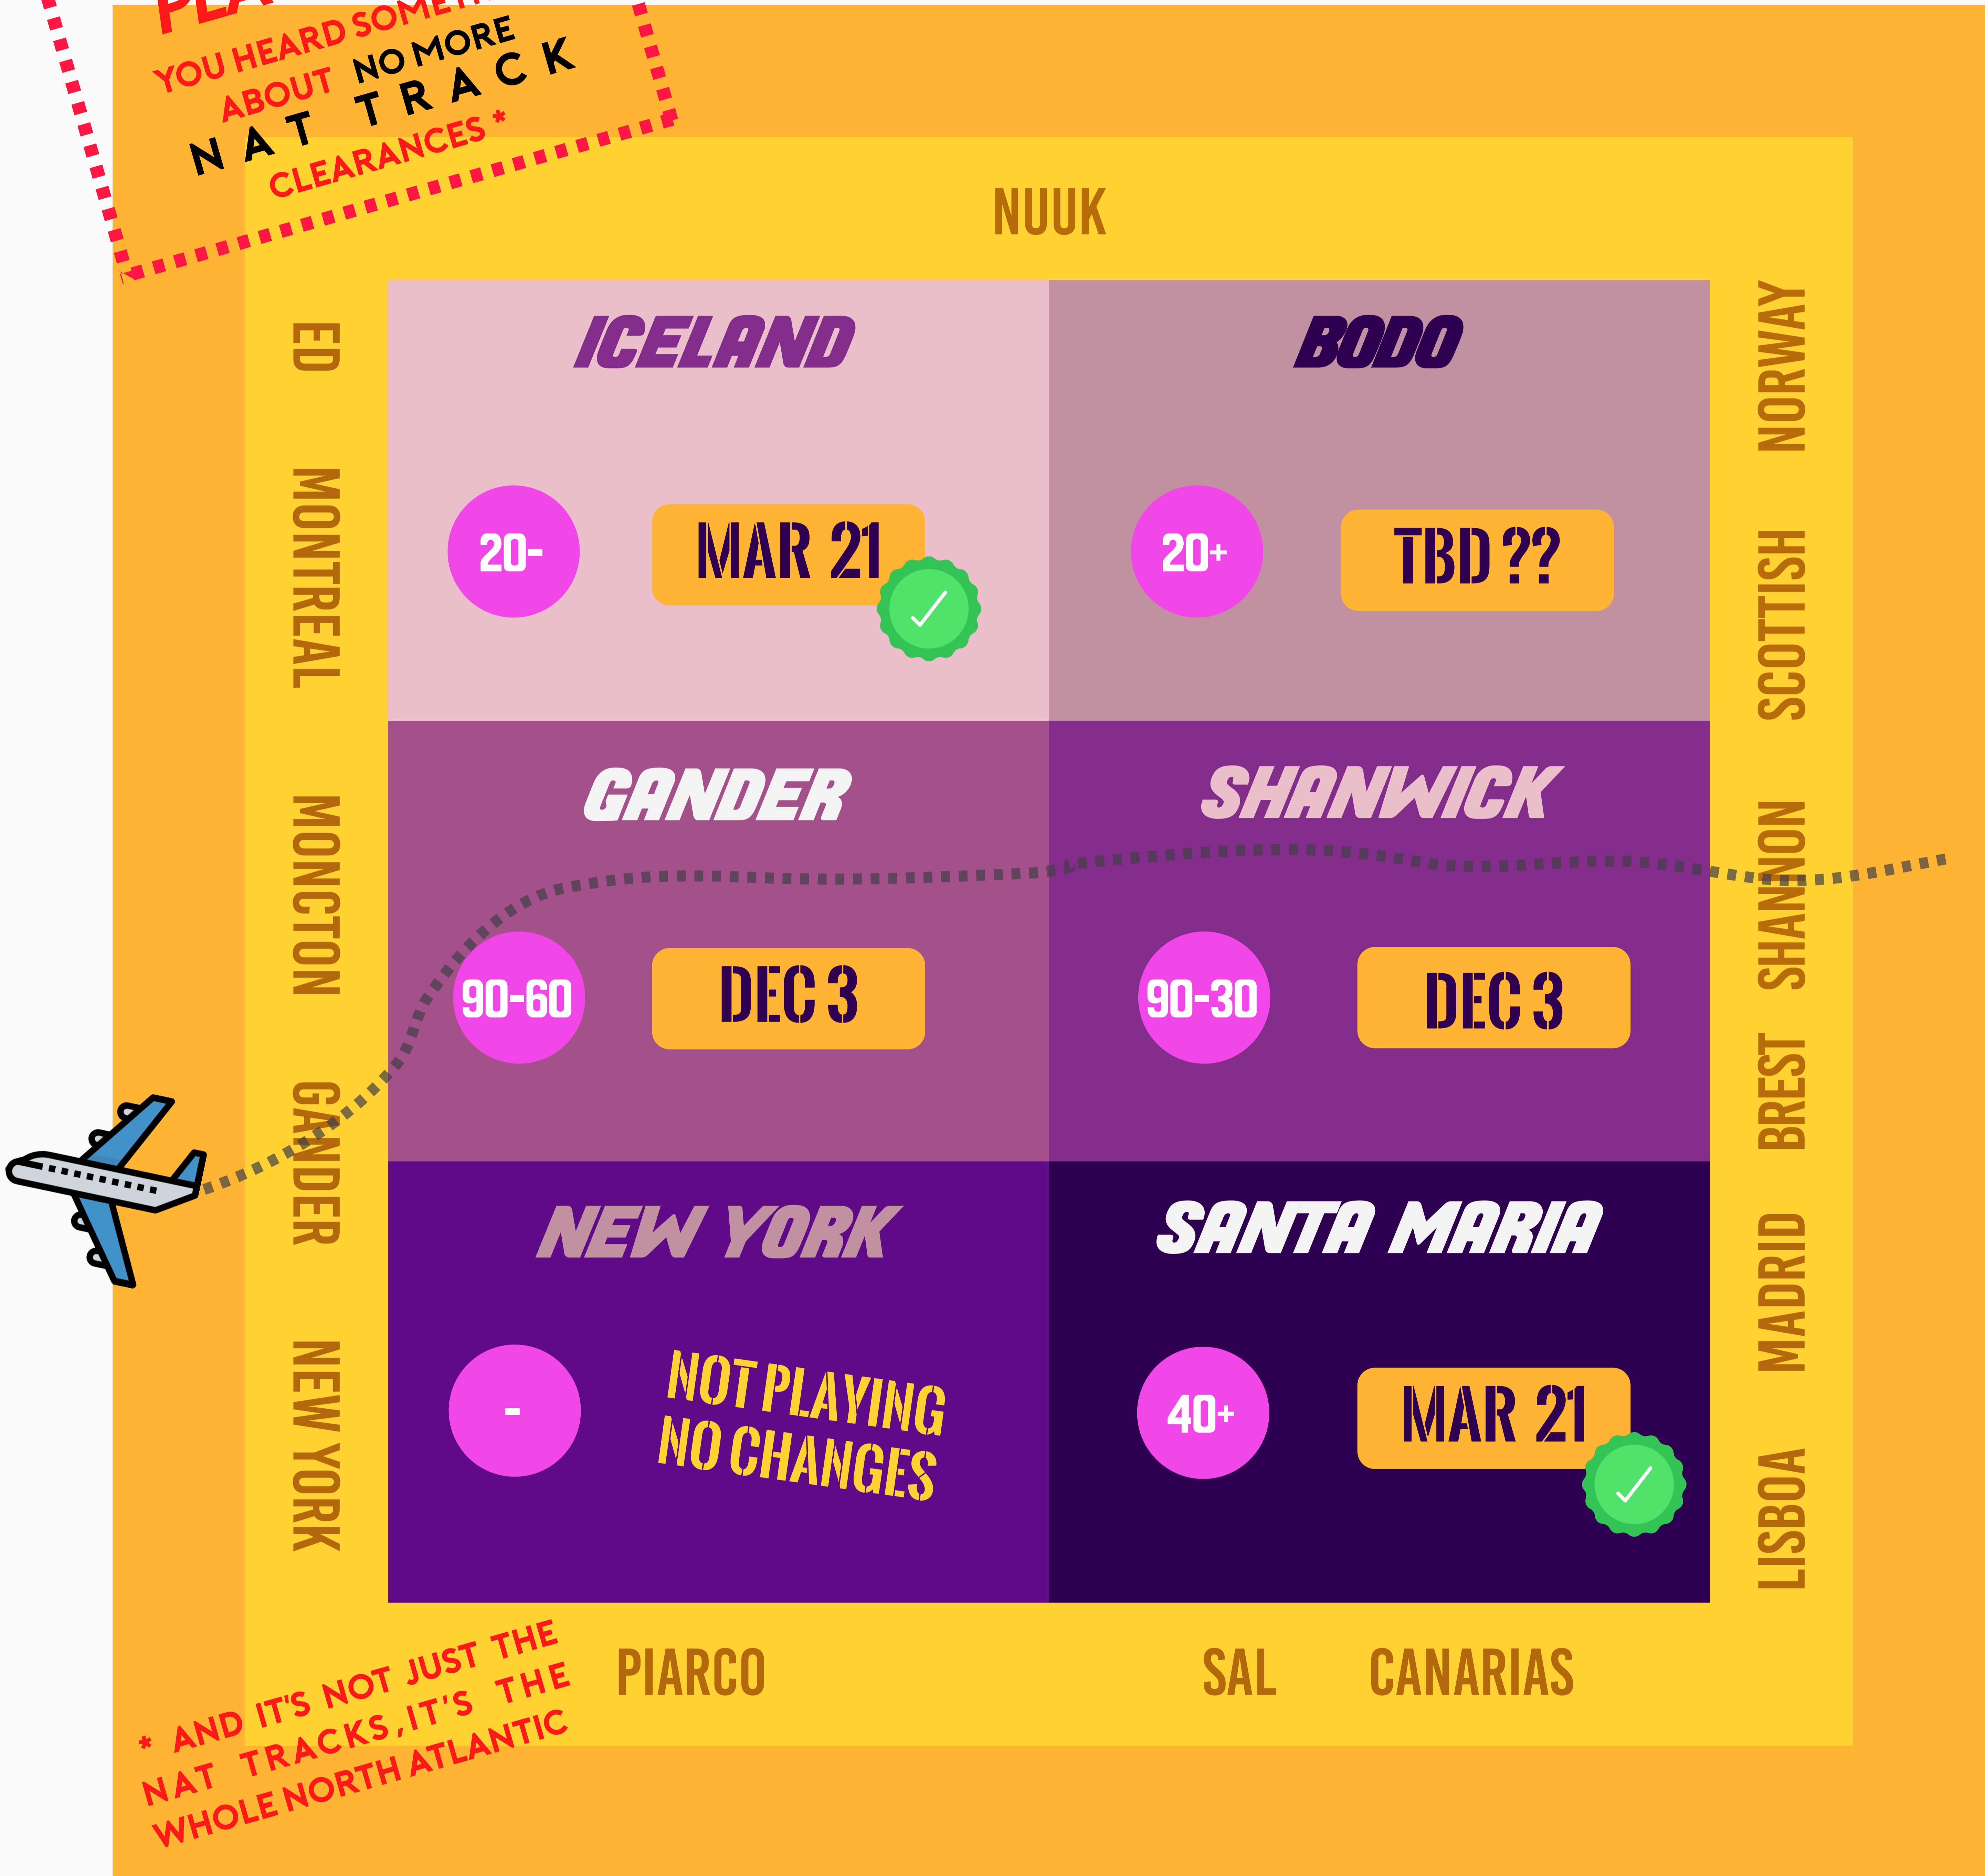 YOU HEARD
ABOUT NO MORE
NAT TRACK
CLEARANCES *
NUUK
ED
MONTREAL
MONCTON
GANDER
NEW YORK
ICELAND
20-
MAR 21
BODO
20+
TBD ??
GANDER
90-60
DEC 3
SHANWICK
90-30
DEC 3
NEW YORK
-
NOT PLAYING
NO CHANGES
SANTA MARIA
40+
MAR 21
NORWAY
SCOTTISH
SHANNON
BREST
MADRID
LISBOA
PIARCO
SAL
CANARIAS
* AND IT'S NOT JUST THE
NAT TRACKS, IT'S THE
WHOLE NORTH ATLANTIC